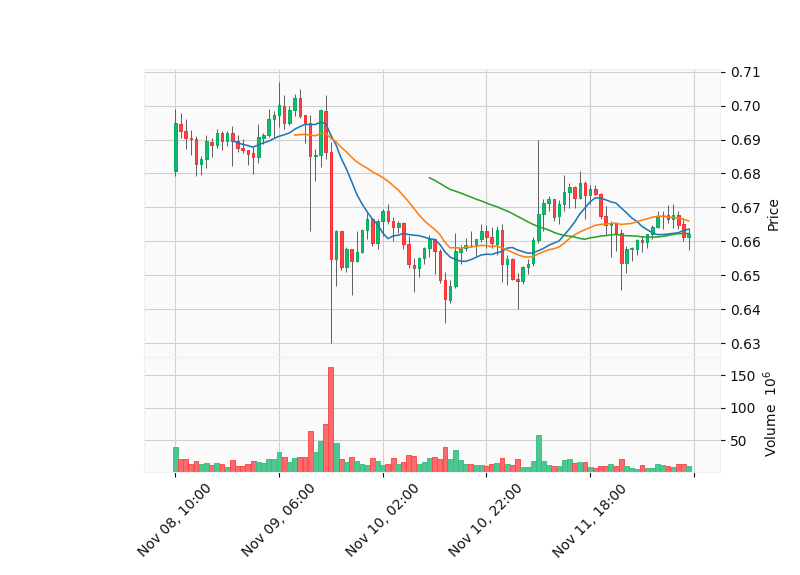 0.71
0.70
0.69
0.68
0.67
0.66
0.65
0.64
0.63
Price
150
100
50
Volume 10⁶
Nov 08, 10:00
Nov 09, 06:00
Nov 10, 02:00
Nov 10, 22:00
Nov 11, 18:00